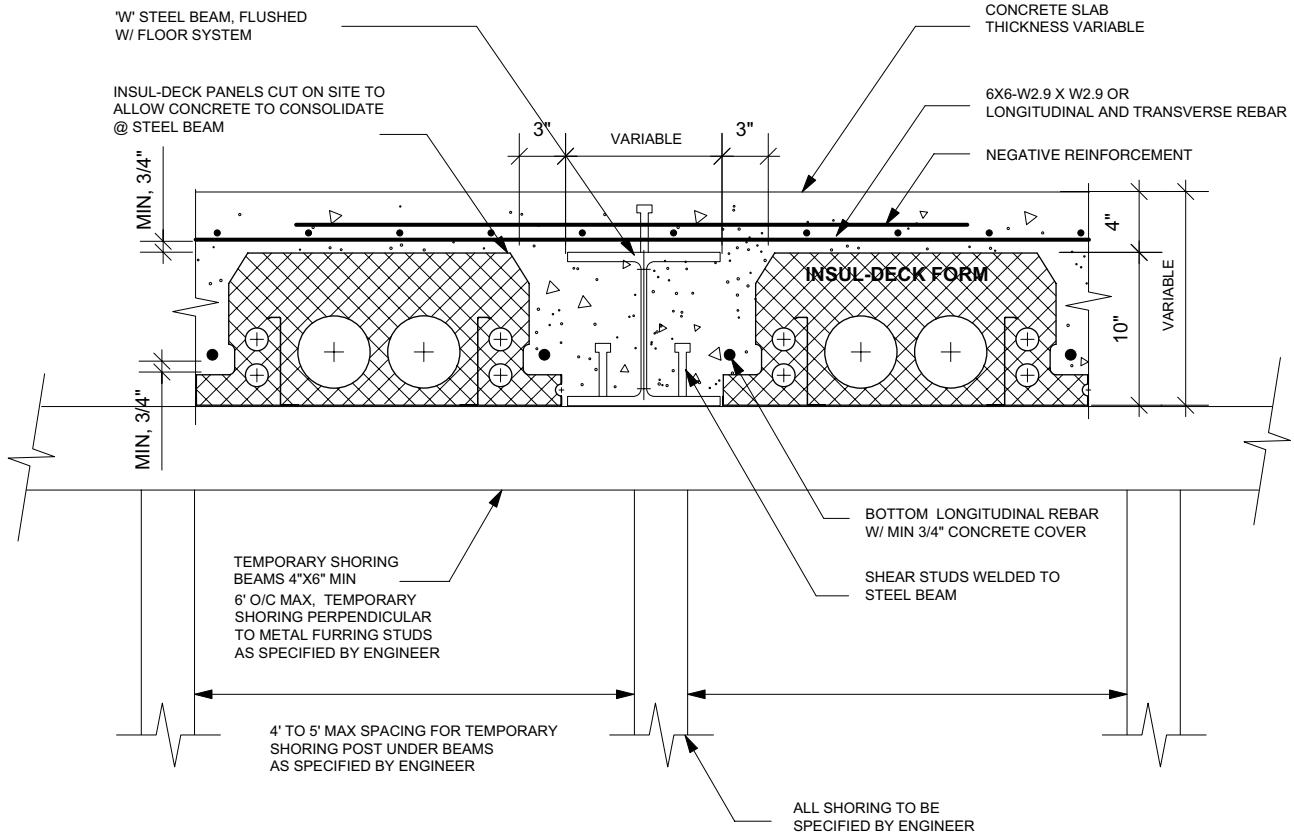 'W' STEEL BEAM, FLUSHED
W/ FLOOR SYSTEM
CONCRETE SLAB
THICKNESS VARIABLE
INSUL-DECK PANELS CUT ON SITE TO
ALLOW CONCRETE TO CONSOLIDATE
@ STEEL BEAM
6X6-W2.9 X W2.9 OR
LONGITUDINAL AND TRANSVERSE REBAR
NEGATIVE REINFORCEMENT
3"
VARIABLE
3"
MIN, 3/4"
4"
INSUL-DECK FORM
10"
VARIABLE
MIN, 3/4"
BOTTOM LONGITUDINAL REBAR
W/ MIN 3/4" CONCRETE COVER
TEMPORARY SHORING
BEAMS 4"X6" MIN
6' O/C MAX, TEMPORARY
SHORING PERPENDICULAR
TO METAL FURRING STUDS
AS SPECIFIED BY ENGINEER
SHEAR STUDS WELDED TO
STEEL BEAM
4' TO 5' MAX SPACING FOR TEMPORARY
SHORING POST UNDER BEAMS
AS SPECIFIED BY ENGINEER
ALL SHORING TO BE
SPECIFIED BY ENGINEER